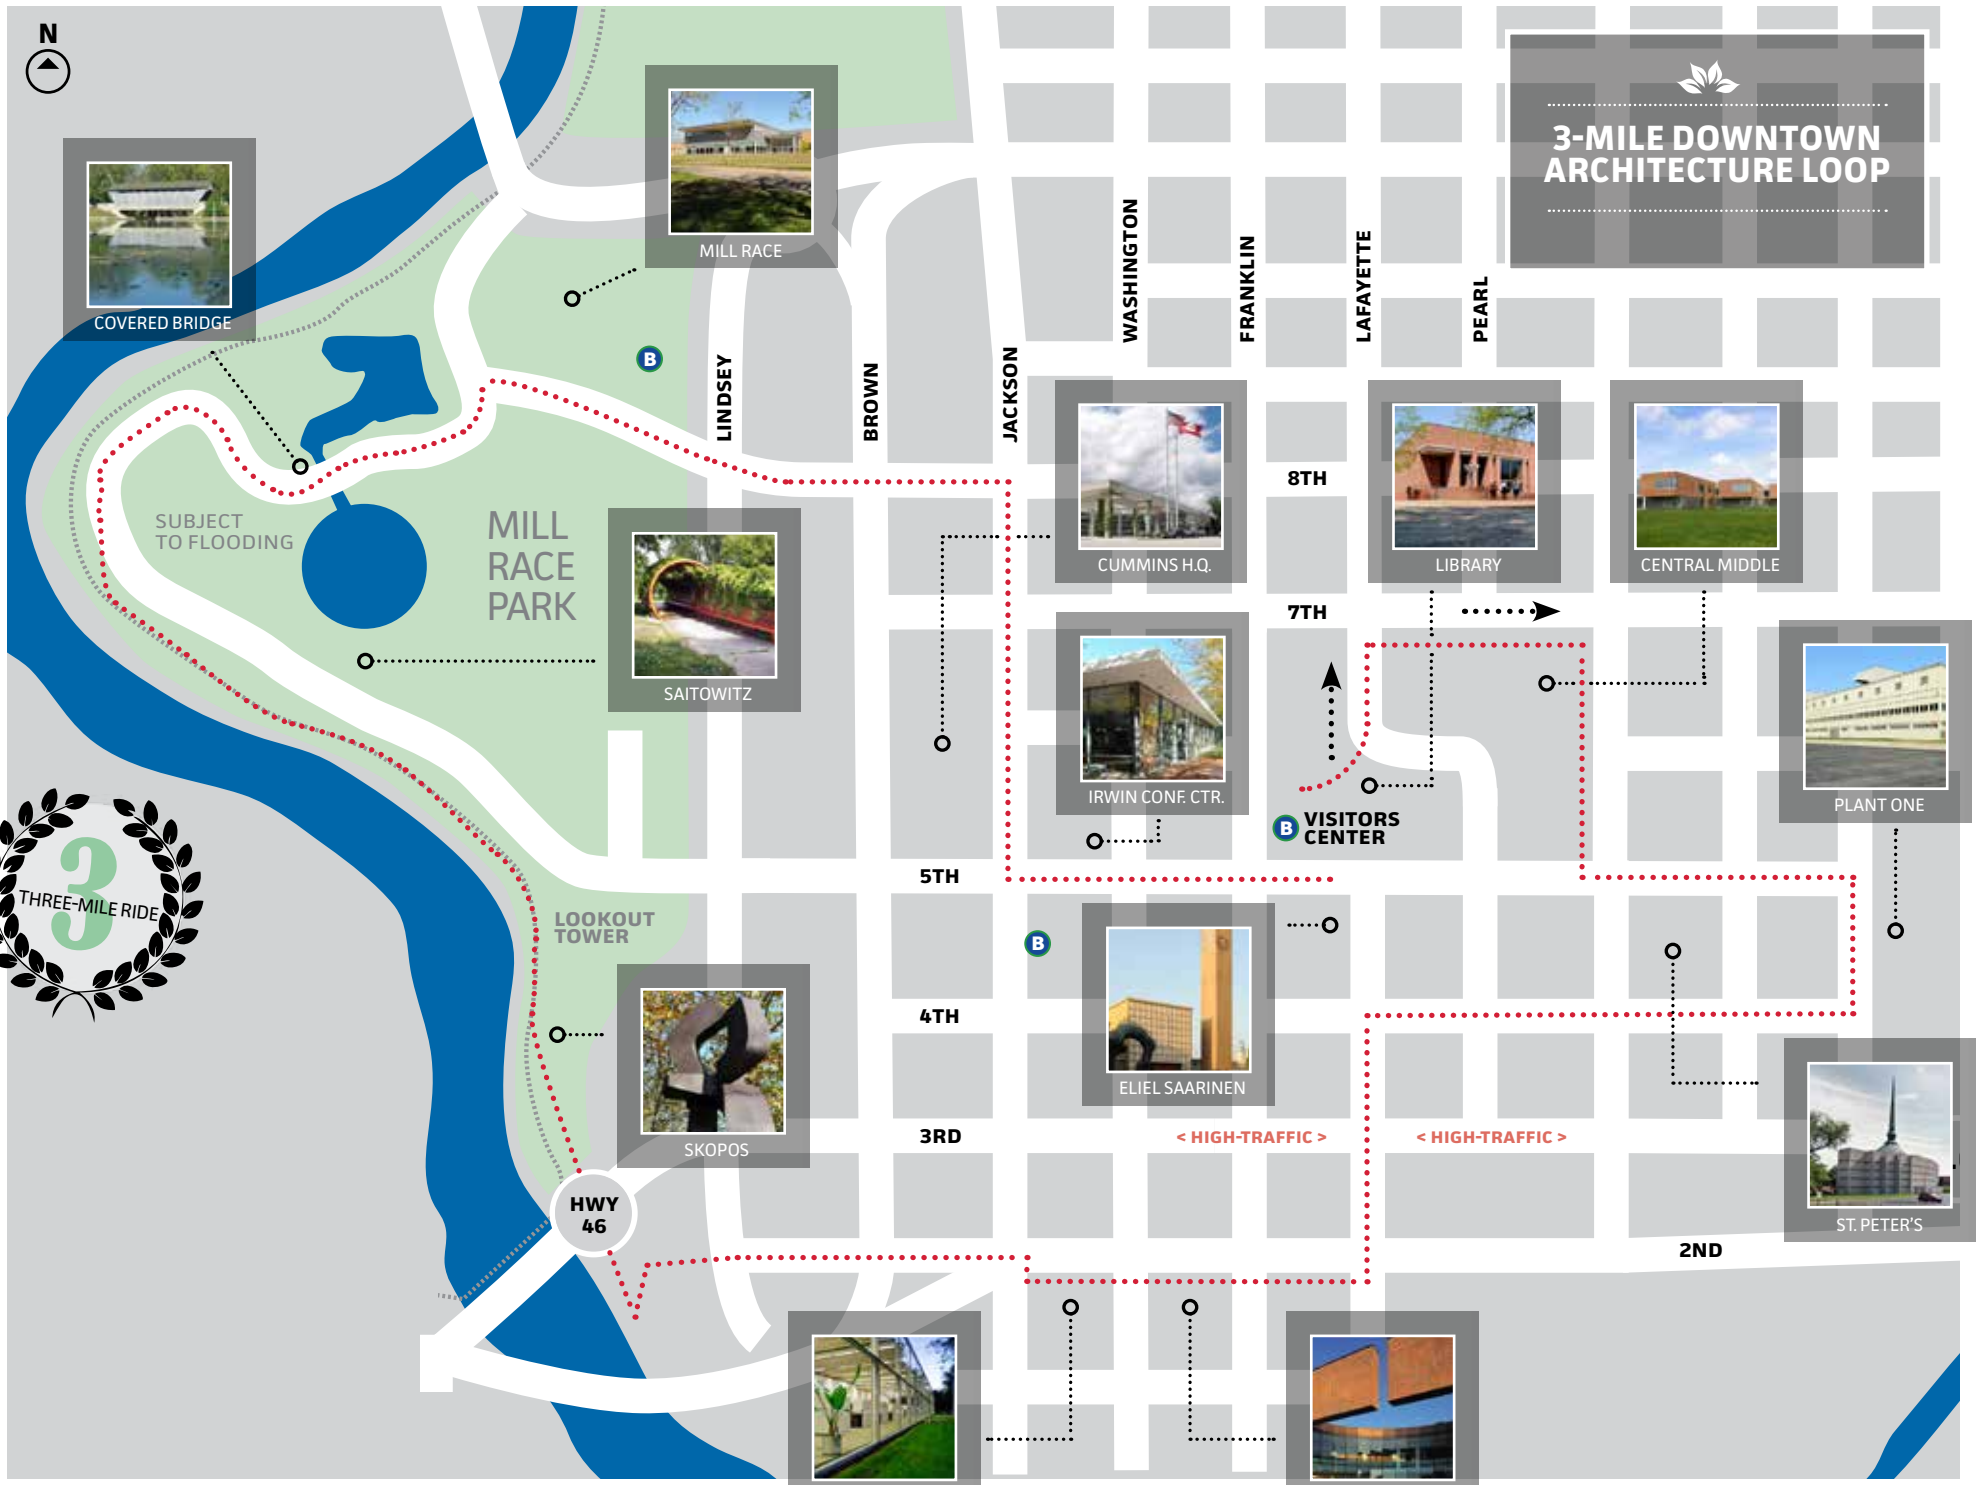 N
3-MILE DOWNTOWN
ARCHITECTURE LOOP
MILL RACE
COVERED BRIDGE
WASHINGTON
FRANKLIN
LAFAYETTE
PEARL
LINDSEY
BROWN
JACKSON
B
8TH
CUMMINS H.Q.
LIBRARY
CENTRAL MIDDLE
SUBJECT
TO FLOODING
MILL
RACE
PARK
7TH
SAITOWITZ
IRWIN CONF. CTR.
PLANT ONE
B VISITORS
CENTER
3
THREE-MILE RIDE
5TH
LOOKOUT
TOWER
B
4TH
ELIEL SAARINEN
3RD
< HIGH-TRAFFIC >
< HIGH-TRAFFIC >
SKOPOS
HWY
46
ST. PETER'S
2ND